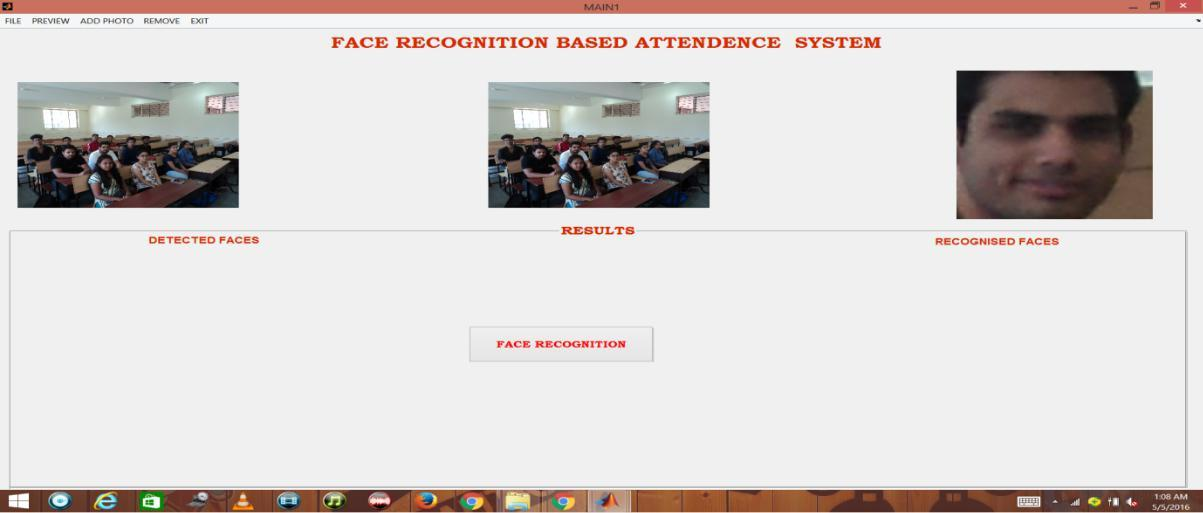 MAIN1
FILE PREVIEW ADD PHOTO REMOVE EXIT
FACE RECOGNITION BASED ATTENDENCE SYSTEM
RESULTS
DETECTED FACES
RECOGNISED FACES
FACE RECOGNITION
1:08 AM
5/5/2016